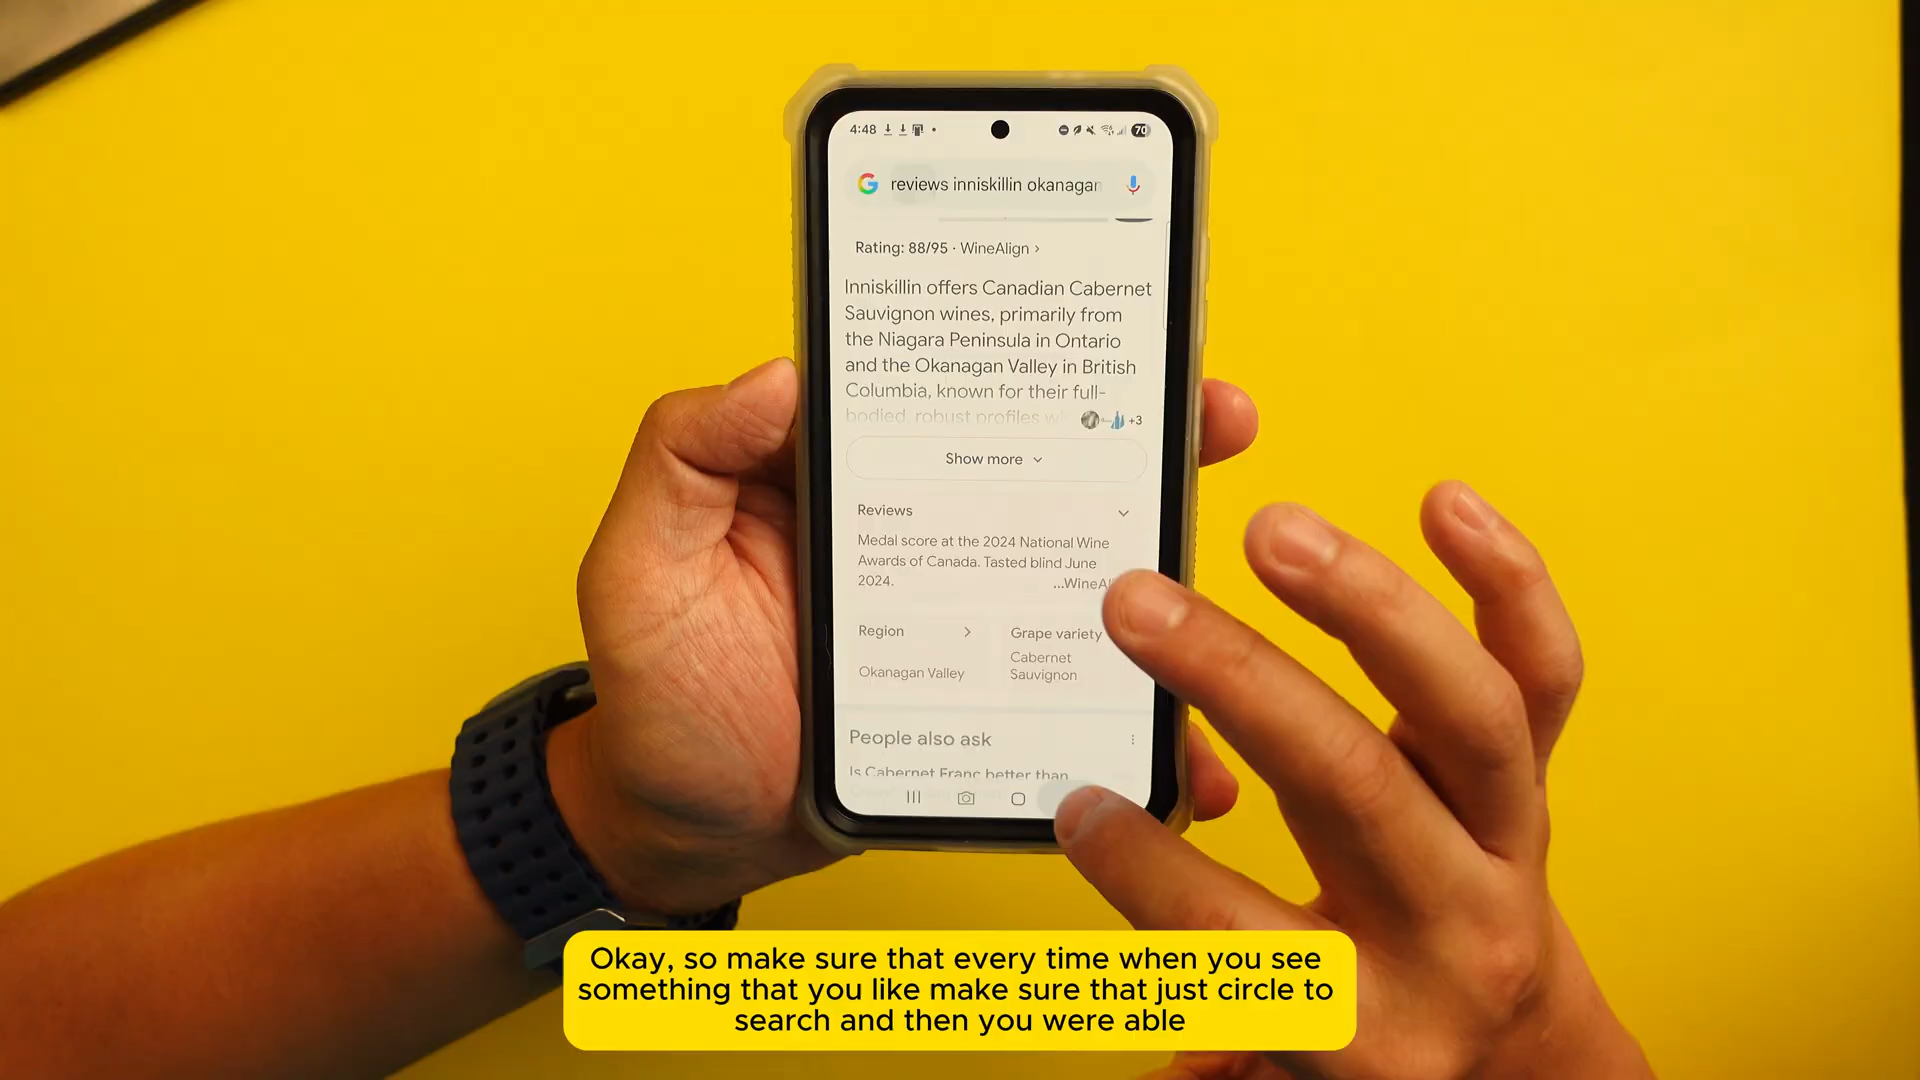 4:48
70
reviews inniskillin okanagan
Rating: 88/95 · WineAlign >
Inniskillin offers Canadian Cabernet
Sauvignon wines, primarily from
the Niagara Peninsula in Ontario
and the Okanagan Valley in British
Columbia, known for their full-
bodied, robust profiles
+3
Show more
Reviews
Medal score at the 2024 National Wine
Awards of Canada. Tasted blind June
2024.
...WineAl
Region >
Okanagan Valley
Grape variety
Cabernet
Sauvignon
People also ask
Is Cabernet Franc better than
Okay, so make sure that every time when you see
something that you like make sure that just circle to
search and then you were able